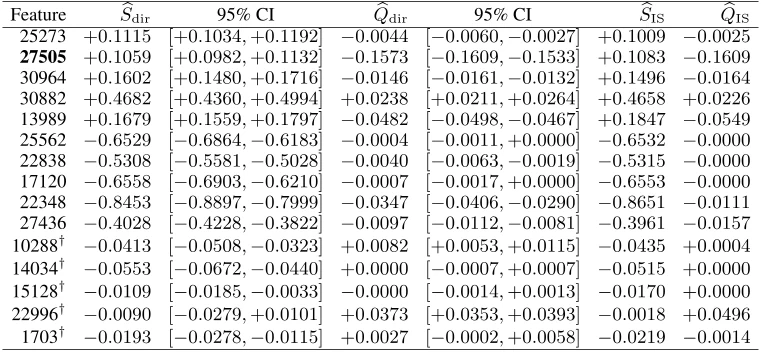 Feature Ŝdir 95% CI Q̂dir 95% CI ŜIS Q̂IS
25273 +0.1115 [+0.1034, +0.1192] −0.0044 [−0.0060, −0.0027] +0.1009 −0.0025
27505 +0.1059 [+0.0982, +0.1132] −0.1573 [−0.1609, −0.1533] +0.1083 −0.1609
30964 +0.1602 [+0.1480, +0.1716] −0.0146 [−0.0161, −0.0132] +0.1496 −0.0164
30882 +0.4682 [+0.4360, +0.4994] +0.0238 [+0.0211, +0.0264] +0.4658 +0.0226
13989 +0.1679 [+0.1559, +0.1797] −0.0482 [−0.0498, −0.0467] +0.1847 −0.0549
25562 −0.6529 [−0.6864, −0.6183] −0.0004 [−0.0011, +0.0000] −0.6532 −0.0000
22838 −0.5308 [−0.5581, −0.5028] −0.0040 [−0.0063, −0.0019] −0.5315 −0.0000
17120 −0.6558 [−0.6903, −0.6210] −0.0007 [−0.0017, +0.0000] −0.6553 −0.0000
22348 −0.8453 [−0.8897, −0.7999] −0.0347 [−0.0406, −0.0290] −0.8651 −0.0111
27436 −0.4028 [−0.4228, −0.3822] −0.0097 [−0.0112, −0.0081] −0.3961 −0.0157
10288† −0.0413 [−0.0508, −0.0323] +0.0082 [+0.0053, +0.0115] −0.0435 +0.0004
14034† −0.0553 [−0.0672, −0.0440] +0.0000 [−0.0007, +0.0007] −0.0515 +0.0000
15128† −0.0109 [−0.0185, −0.0033] −0.0000 [−0.0014, +0.0013] −0.0170 +0.0000
22996† −0.0090 [−0.0279, +0.0101] +0.0373 [+0.0353, +0.0393] −0.0018 +0.0496
1703† −0.0193 [−0.0278, −0.0115] +0.0027 [−0.0002, +0.0058] −0.0219 −0.0014